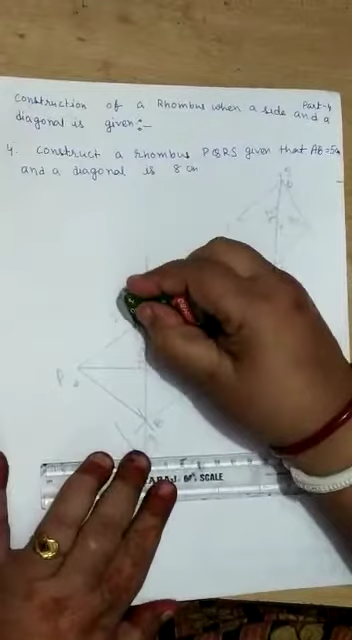 Construction of a Rhombus when a side and a Part-4
diagonal is given:-
4. Construct a rhombus PQRS given that AB=5cm
and a diagonal is 8 cm
P
SCALE